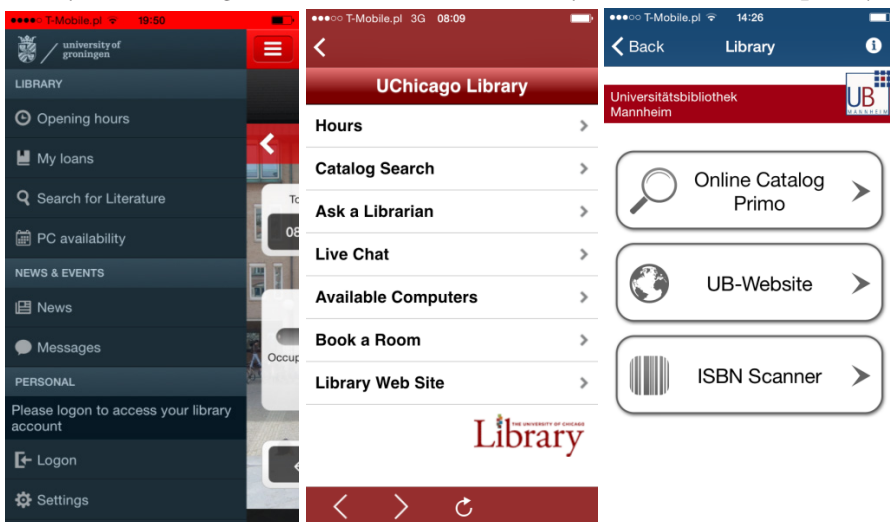 T-Mobile.pl 19:50
university of
groningen
LIBRARY
Opening hours
My loans
Search for Literature
PC availability
NEWS & EVENTS
News
Messages
PERSONAL
Please logon to access your library
account
Logon
Settings
To
08
Occup
T-Mobile.pl 3G 08:09
UChicago Library
Hours
Catalog Search
Ask a Librarian
Live Chat
Available Computers
Book a Room
Library Web Site
THE UNIVERSITY OF CHICAGO
Library
T-Mobile.pl 14:26
Back Library
Universitätsbibliothek
Mannheim
UB
MANNHEIM
Online Catalog
Primo
UB-Website
ISBN Scanner